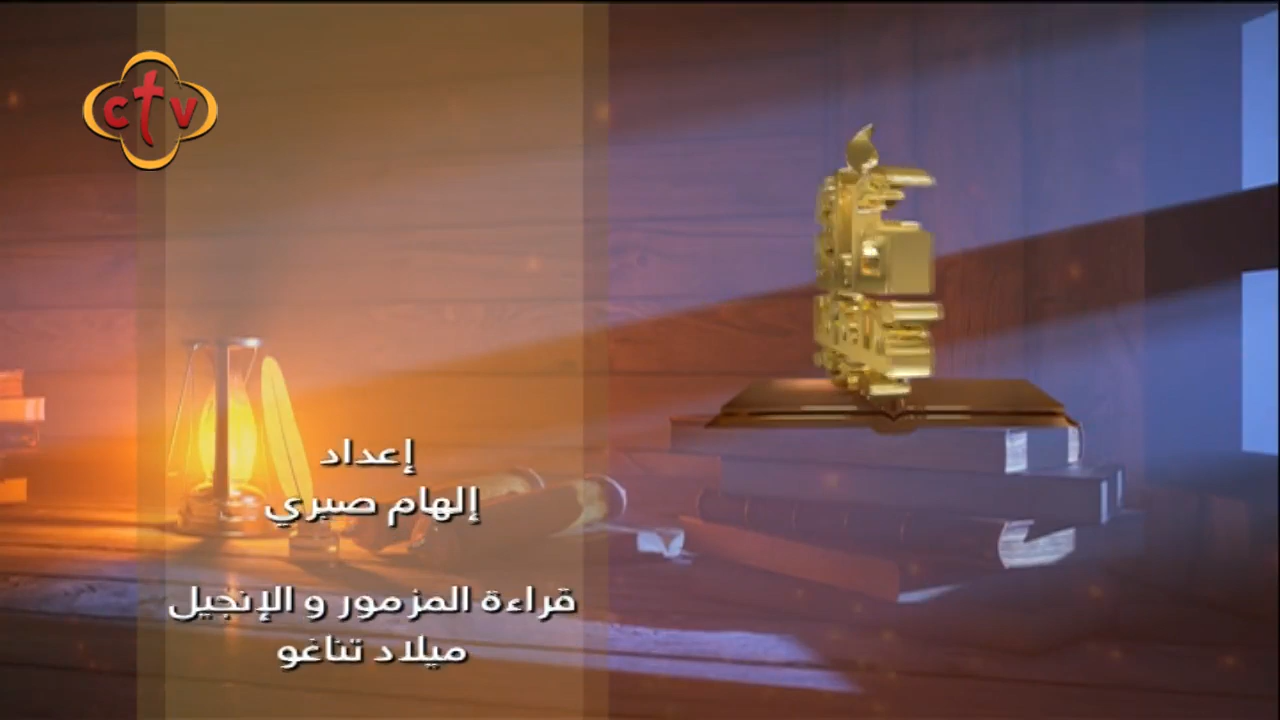 ctv
إعداد
إلهام صبري
قراءة المزمور و الإنجيل
ميلاد تناغو